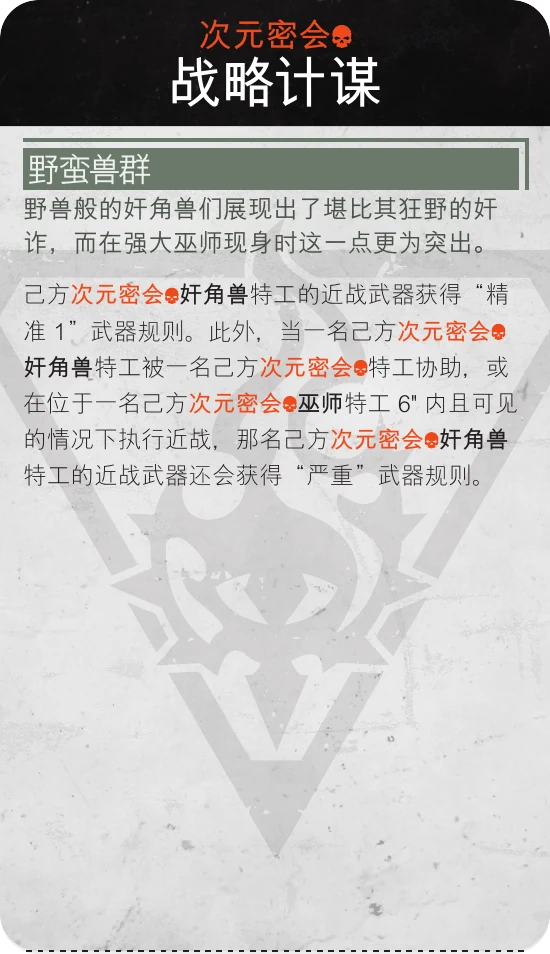 次元密会
战略计谋
野蛮兽群
野兽般的奸角兽们展现出了堪比其狂野的奸
诈，而在强大巫师现身时这一点更为突出。
己方次元密会奸角兽特工的近战武器获得“精
准 1”武器规则。此外，当一名己方次元密会
奸角兽特工被一名己方次元密会特工协助，或
在位于一名己方次元密会巫师特工 6" 内且可见
的情况下执行近战，那名己方次元密会奸角兽
特工的近战武器还会获得“严重”武器规则。